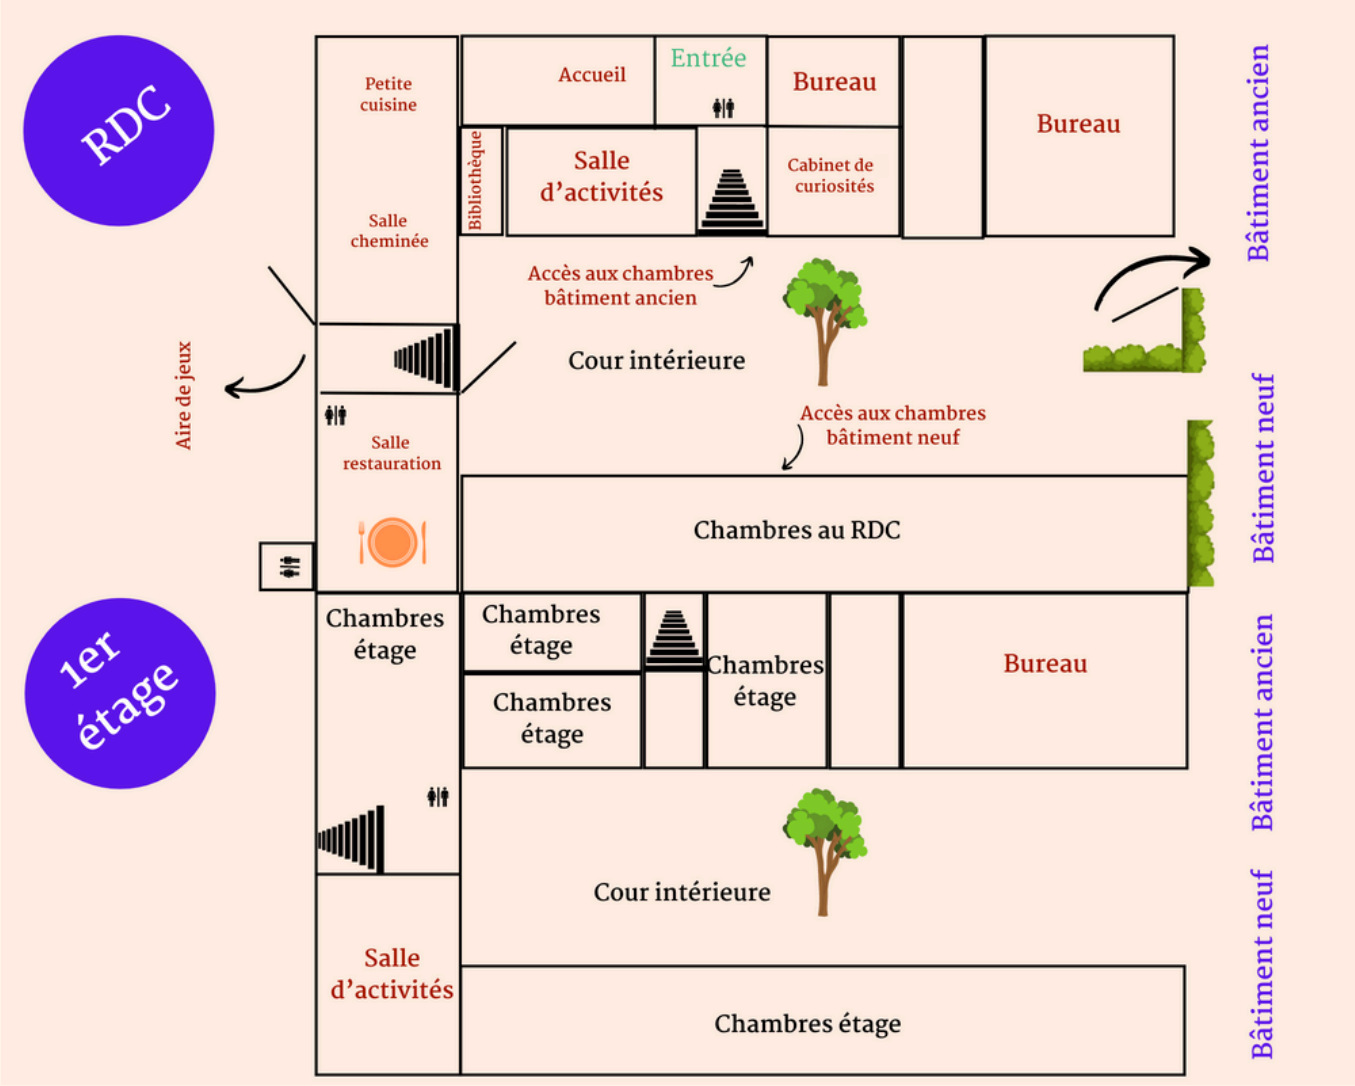 RDC
Petite
cuisine
Accueil
Entrée
Bureau
Bureau
Bibliothèque
Salle
d'activités
Cabinet de
curiosités
Salle
cheminée
Bâtiment ancien
Accès aux chambres
bâtiment ancien
Cour intérieure
Aire de jeux
Accès aux chambres
bâtiment neuf
Salle
restauration
Bâtiment neuf
Chambres au RDC
1er
étage
Chambres
étage
Chambres
étage
Chambres
étage
Chambres
étage
Bureau
Bâtiment ancien
Cour intérieure
Salle
d'activités
Chambres étage
Bâtiment neuf